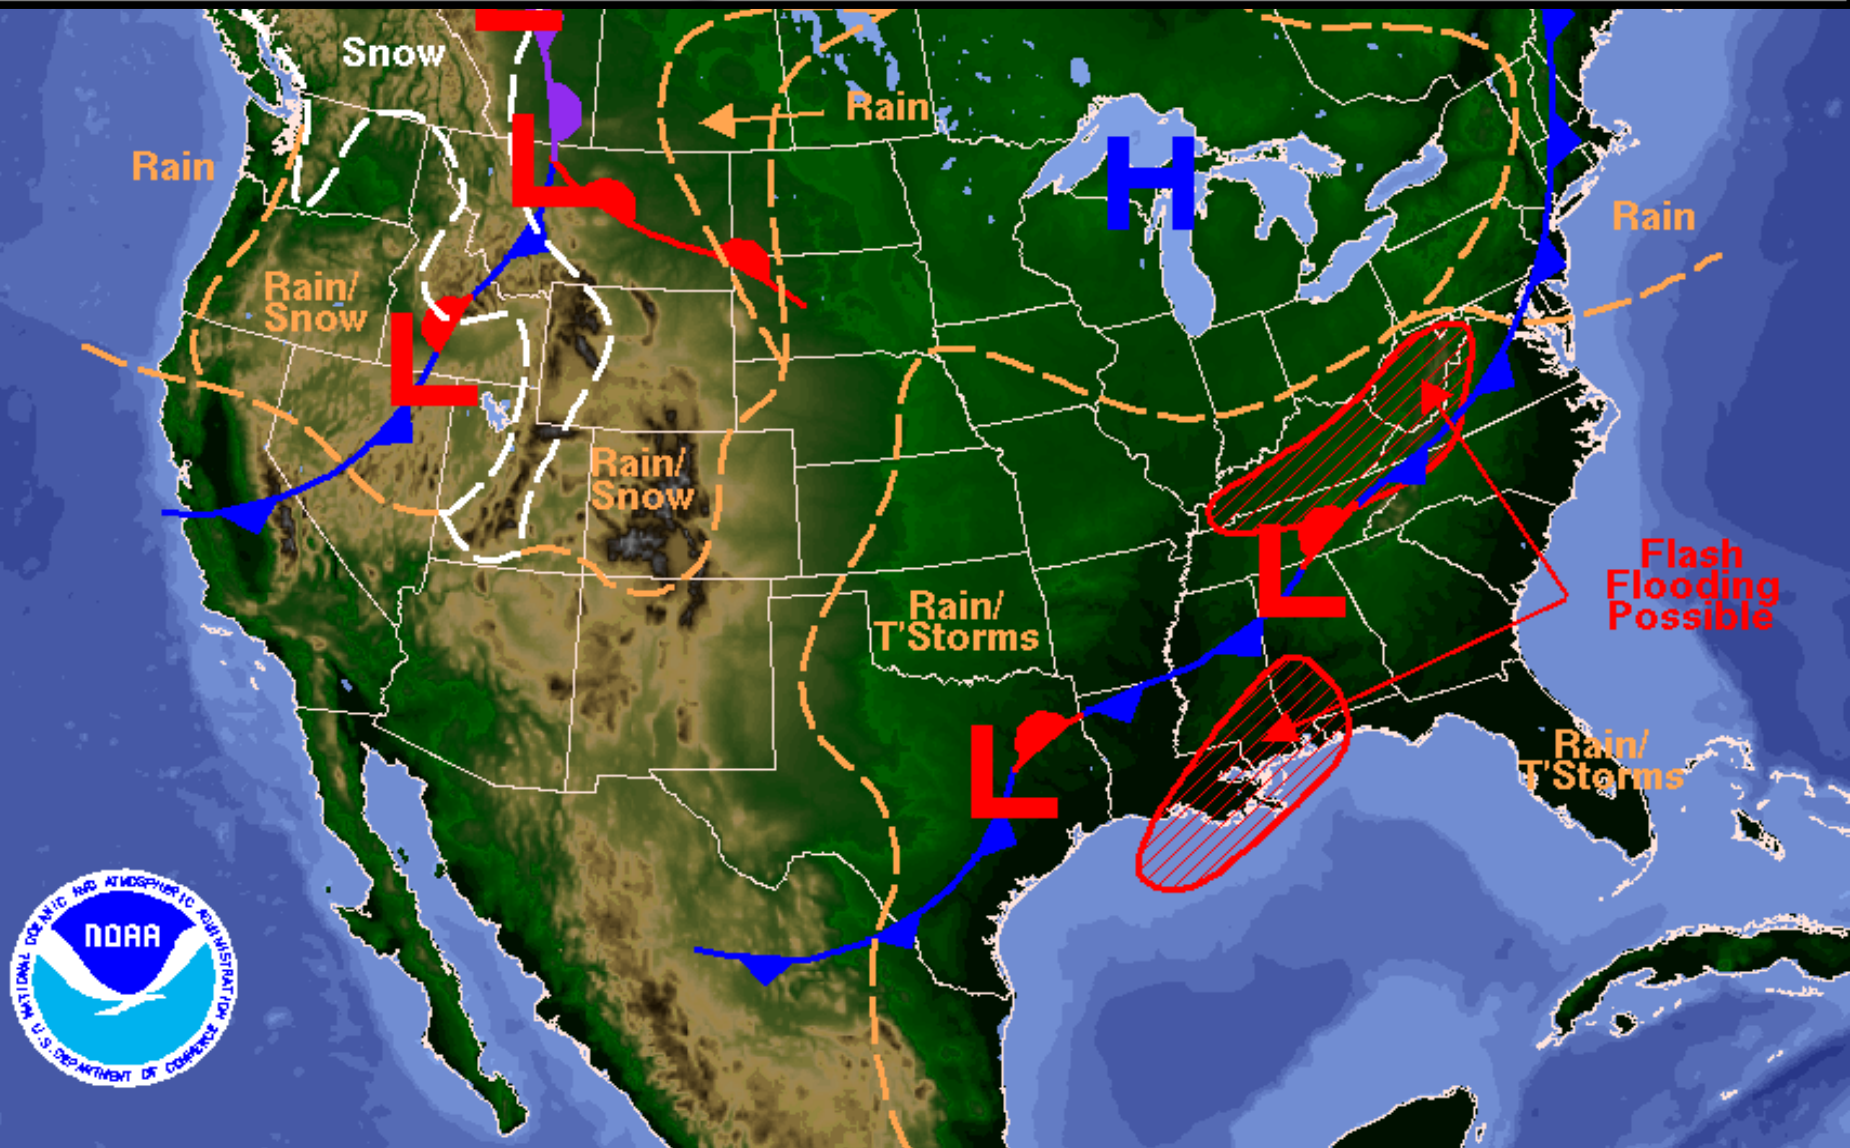 Snow
L
Rain
L
Rain
H
Rain
Rain/
Snow
L
Rain/
Snow
L
Flash
Flooding
Possible
Rain/
T'Storms
L
Rain/
T'Storms
NOAA
NATIONAL OCEANIC AND ATMOSPHERIC ADMINISTRATION
U.S. DEPARTMENT OF COMMERCE